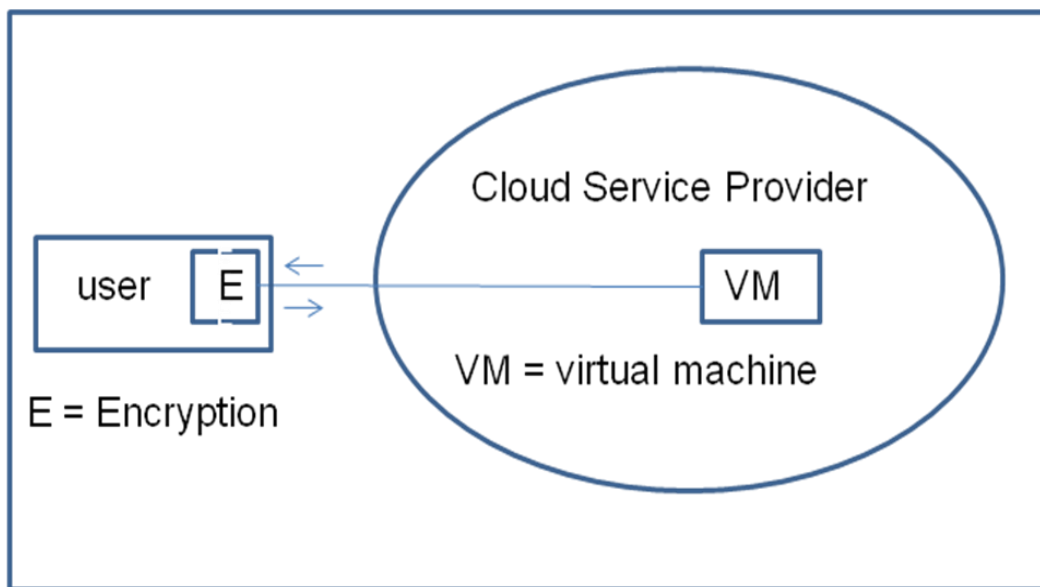 Cloud Service Provider
user
E
VM
VM = virtual machine
E = Encryption